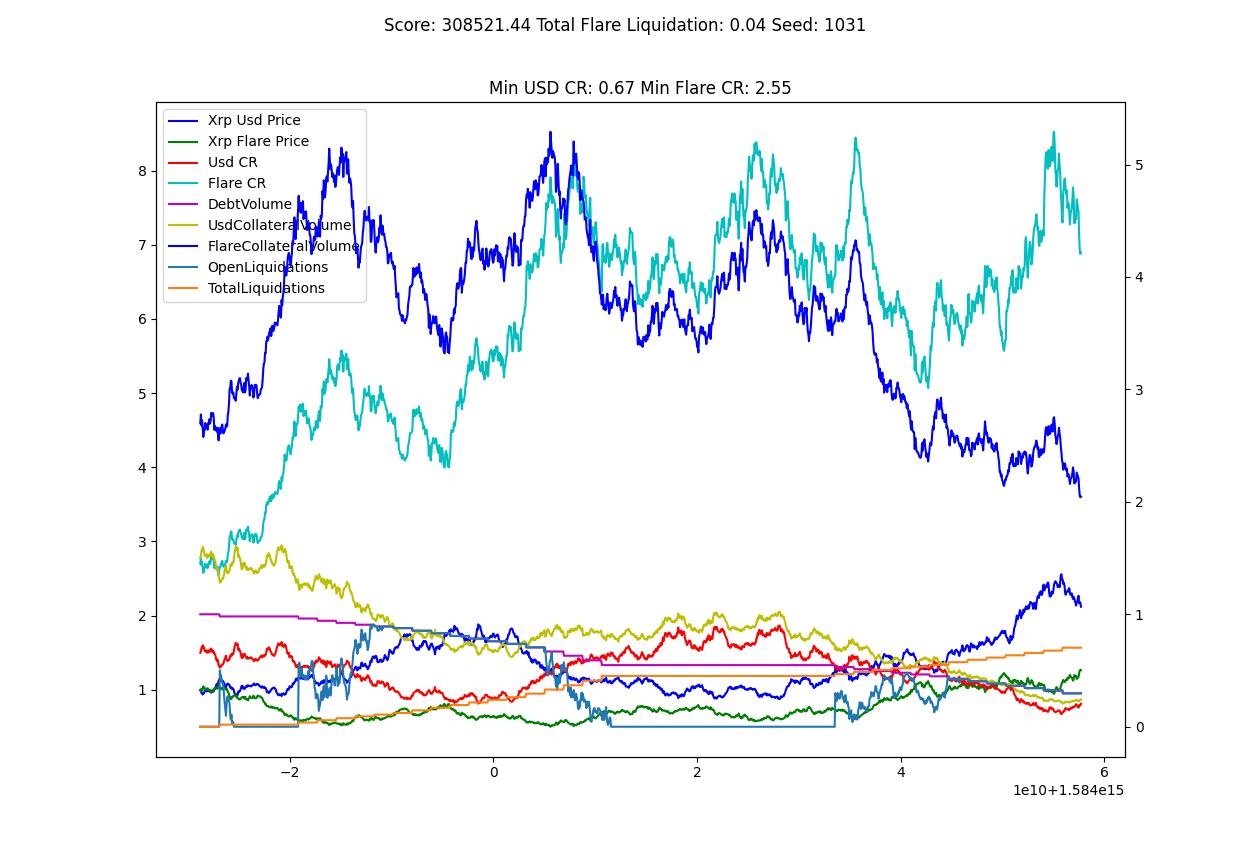 Score: 308521.44 Total Flare Liquidation: 0.04 Seed: 1031
Min USD CR: 0.67 Min Flare CR: 2.55
Xrp Usd Price
Xrp Flare Price
Usd CR
Flare CR
DebtVolume
UsdCollateralVolume
FlareCollateralVolume
OpenLiquidations
TotalLiquidations
8
7
6
5
4
3
2
1
5
4
3
2
1
0
−2
0
2
4
6
1e10+1.584e15